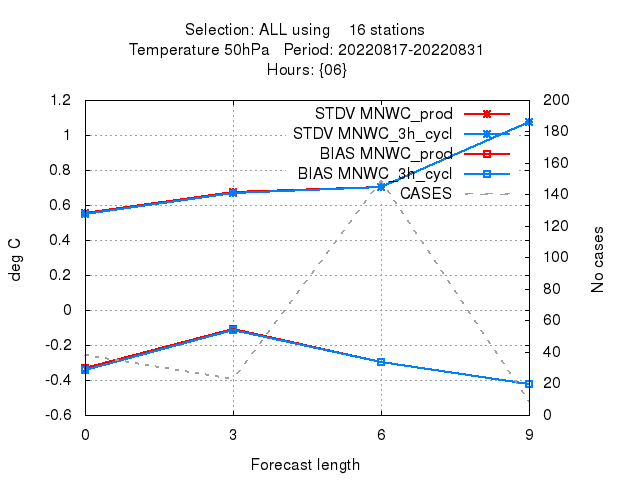 Selection: ALL using 16 stations
Temperature 50hPa Period: 20220817-20220831
Hours: {06}
1.2
1
0.8
0.6
0.4
0.2
0
-0.2
-0.4
-0.6
deg C
STDV MNWC_prod
STDV MNWC_3h_cycl
BIAS MNWC_prod
BIAS MNWC_3h_cycl
CASES
200
180
160
140
120
100
80
60
40
20
0
No cases
0 3 6 9
Forecast length